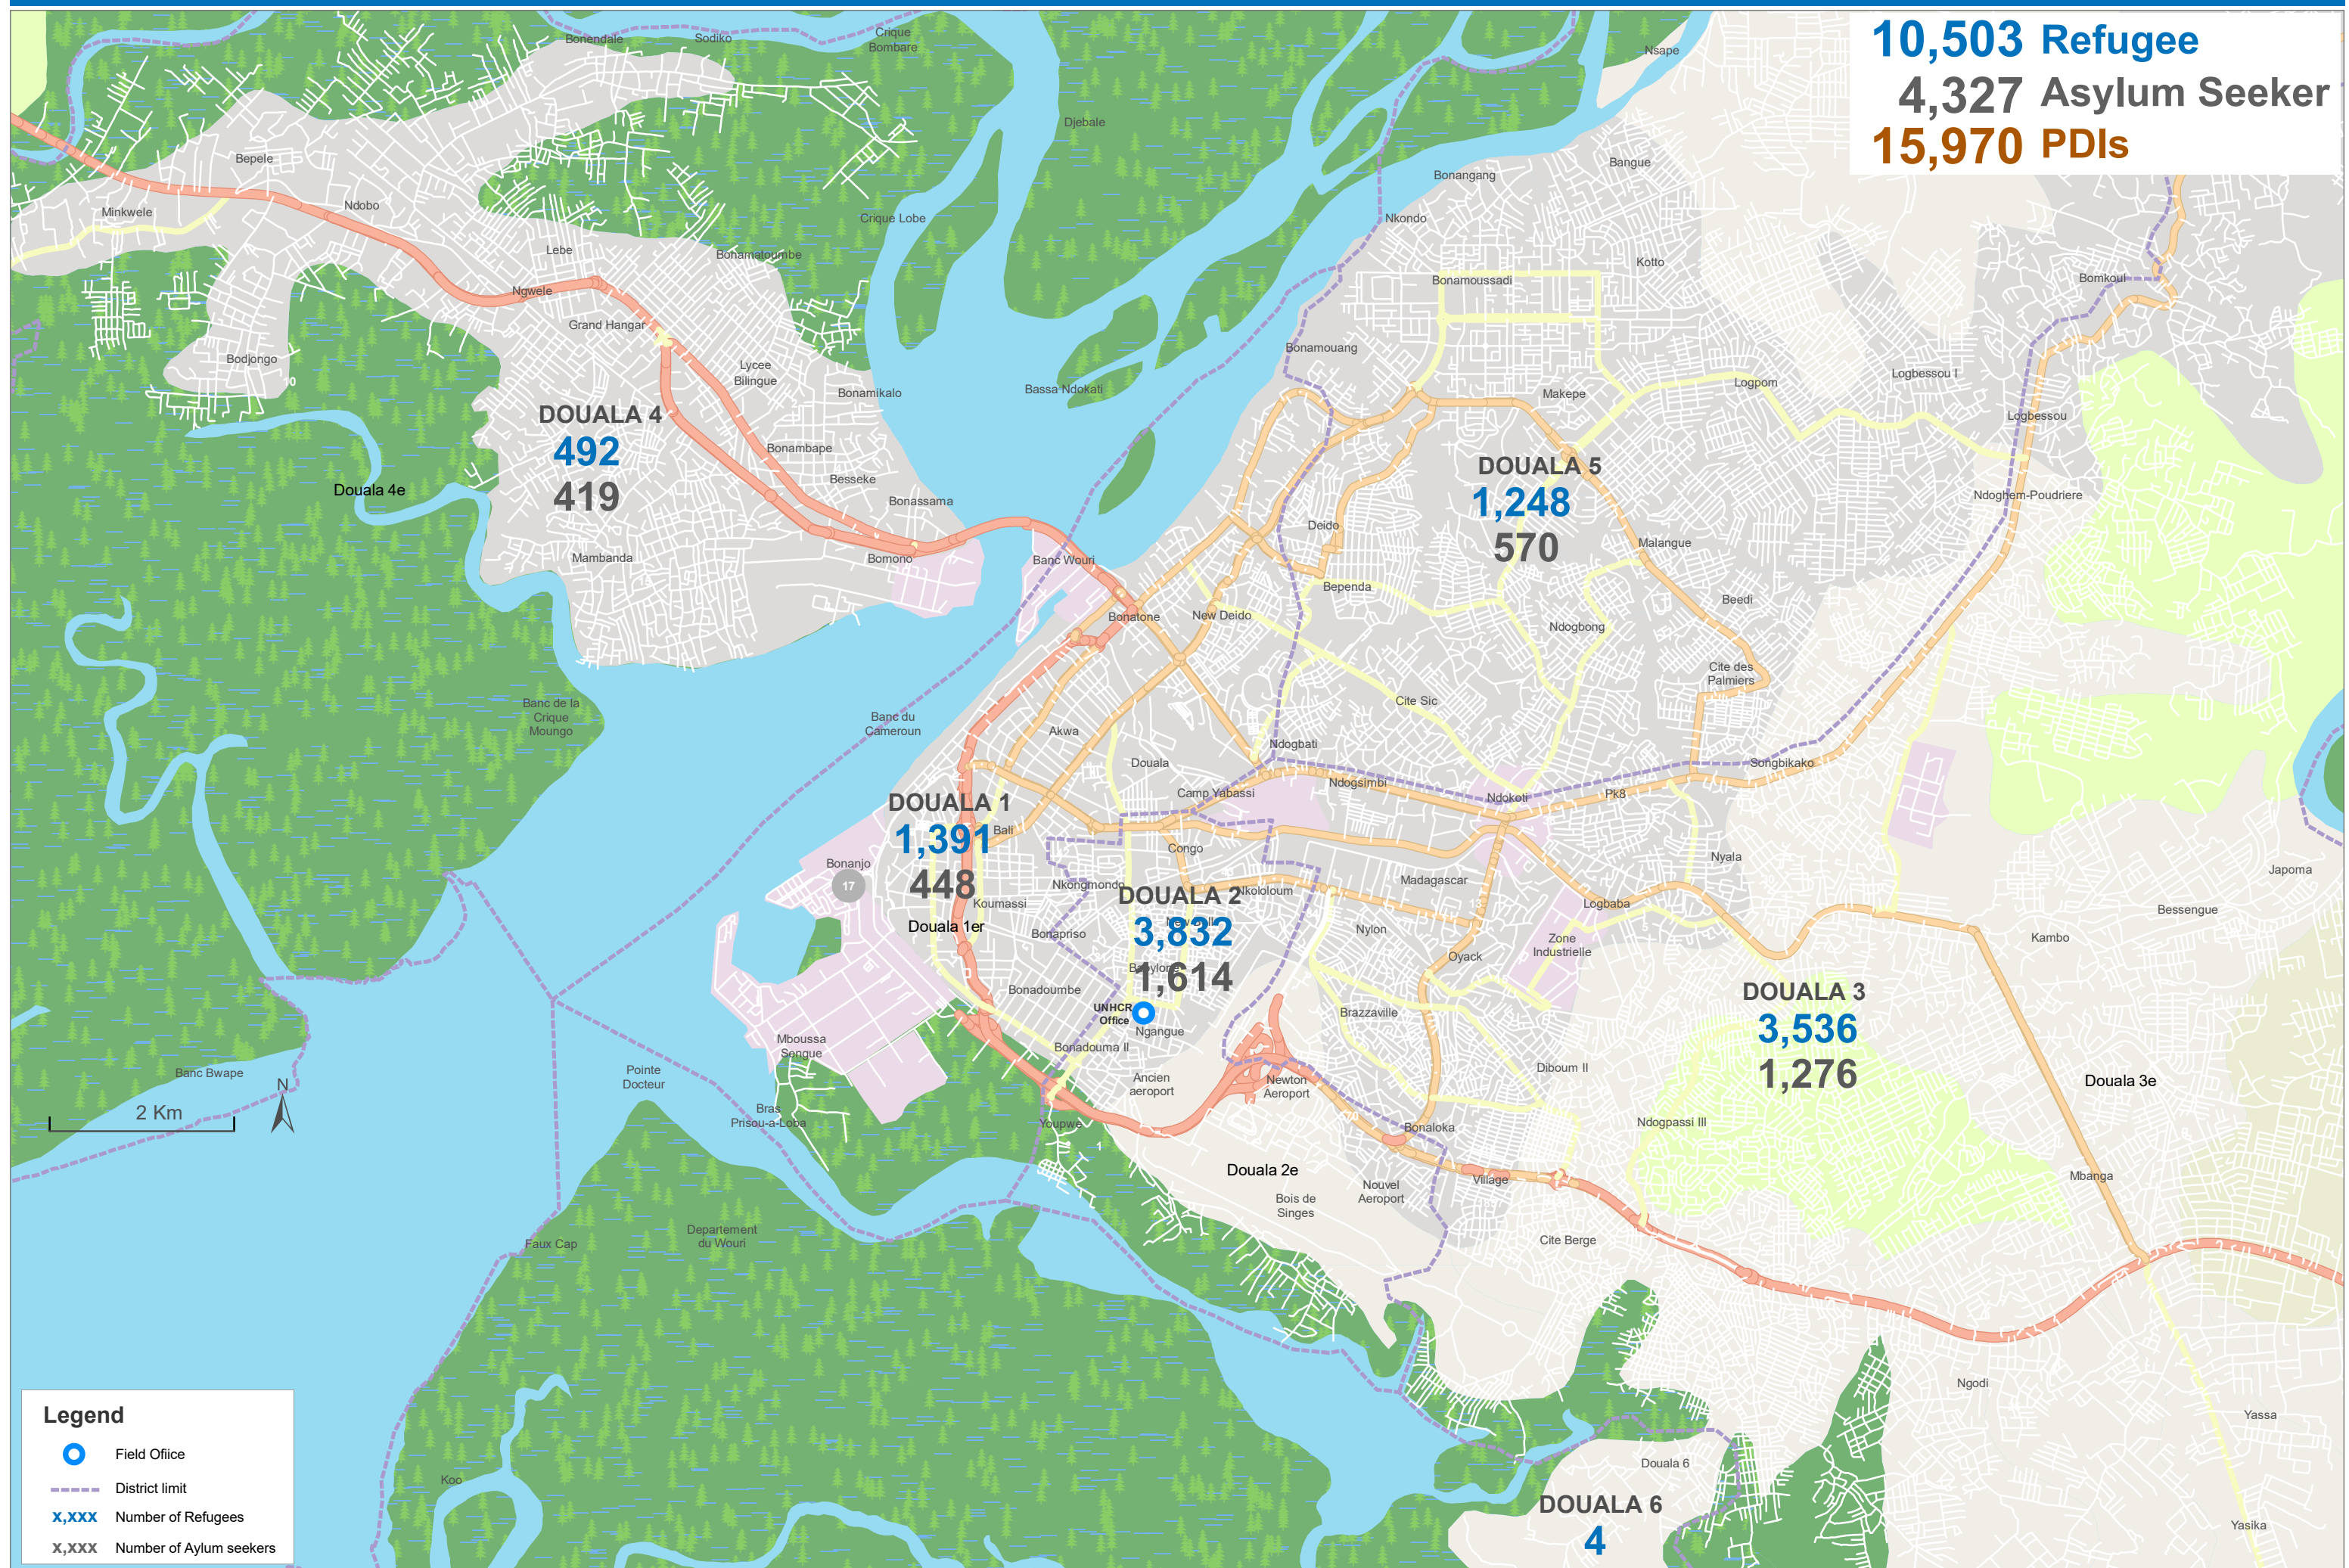 10,503 Refugee
4,327 Asylum Seeker
15,970 PDIs
Bonendale
Sodiko
Crique
Bombare
Nsape
Djebale
Bepele
Bangue
Bonangang
Minkwele
Ndobo
Crique Lobe
Nkondo
Lebe
Bonamatoumbe
Kotto
Ngwele
Bonamoussadi
Bomkoul
Grand Hangar
Bonamouang
Bodjongo
Lycee
Bilingue
Bonamikalo
Bassa Ndokati
Makepe
Logpom
Logbessou I
Logbessou
0
DOUALA 4
492
419
Bonambape
Besseke
Bonassama
Douala 4e
DOUALA 5
1,248
570
Ndoghem-Poudriere
Deido
Malangue
Mambanda
Bomono
Banc Wouri
Bependa
Beedi
Bonatone
New Deido
Ndogbong
Cite des
Palmiers
Banc de la
Crique
Moungo
Banc du
Cameroun
Cite Sic
Akwa
Ndogbati
Douala
Songbikako
Ndogsimbi
Camp Yabassi
Ndokoti
Pk8
DOUALA 1
1,391
448
Bali
Congo
Nyala
Bonanjo
17
Japoma
Nkongmondo
Madagascar
DOUALA 2
3,832
1,614
Nkololoum
Koumassi
Logbaba
Bessengue
Douala 1er
Bonapriso
Nylon
Kambo
Zone
Industrielle
Oyack
Babylone
Bonadoumbe
DOUALA 3
3,536
1,276
UNHCR
Office
Brazzaville
Ngangue
Mboussa
Sengue
Bonadouma II
Diboum II
Banc Bwape
Pointe
Docteur
Ancien
aeroport
Newton
Aeroport
Douala 3e
N
2 Km
Bras
Prisou-a-Loba
Youpwe
1
Bonaloka
Ndogpassi III
Douala 2e
Mbanga
Village
Nouvel
Aeroport
Bois de
Singes
Departement
du Wouri
Faux Cap
Cite Berge
Ngodi
Yassa
Koo
Douala 6
DOUALA 6
4
Yasika
Legend
Field Ofiice
District limit
x,xxx Number of Refugees
x,xxx Number of Aylum seekers